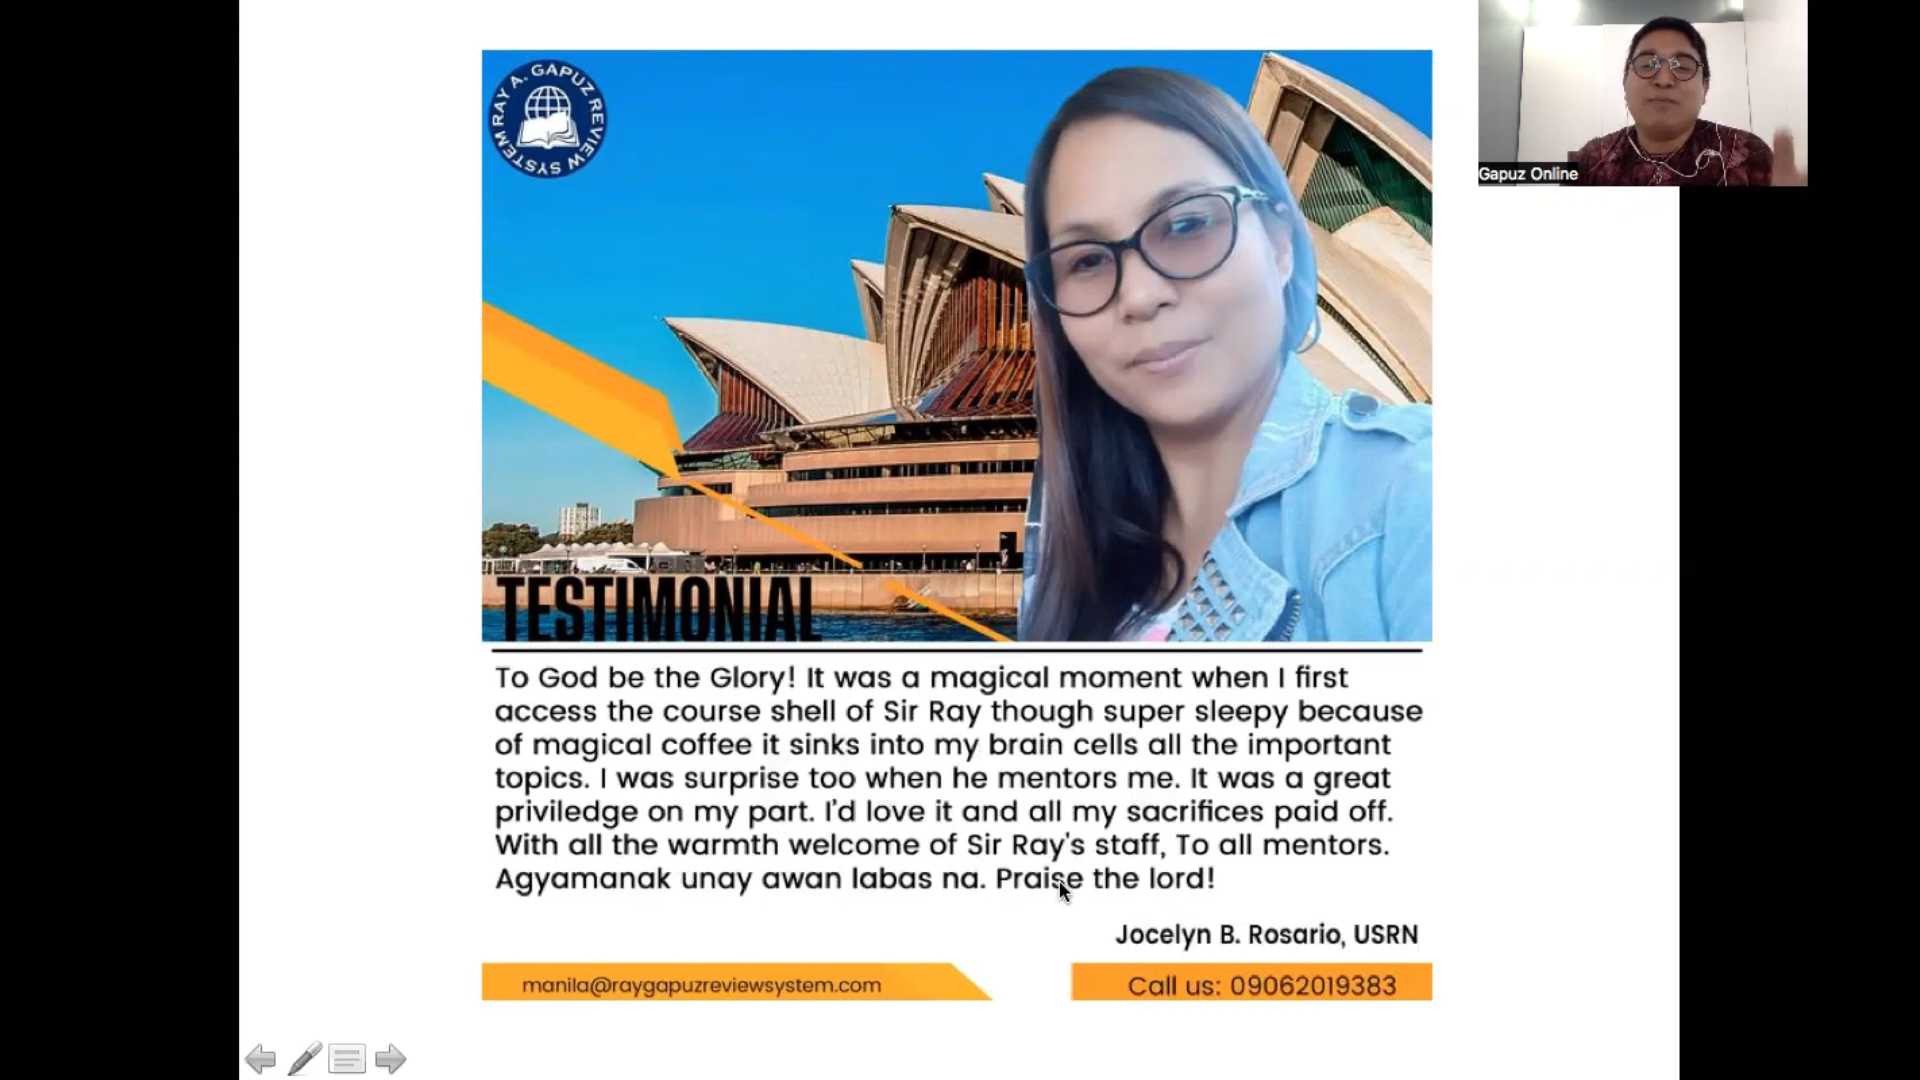 RAY A. GAPUZ REVIEW SYSTEM
Gapuz Online
TESTIMONIAL
To God be the Glory! It was a magical moment when I first
access the course shell of Sir Ray though super sleepy because
of magical coffee it sinks into my brain cells all the important
topics. I was surprise too when he mentors me. It was a great
priviledge on my part. I'd love it and all my sacrifices paid off.
With all the warmth welcome of Sir Ray's staff, To all mentors.
Agyamanak unay awan labas na. Praise the lord!
Jocelyn B. Rosario, USRN
manila@raygapuzreviewsystem.com
Call us: 09062019383